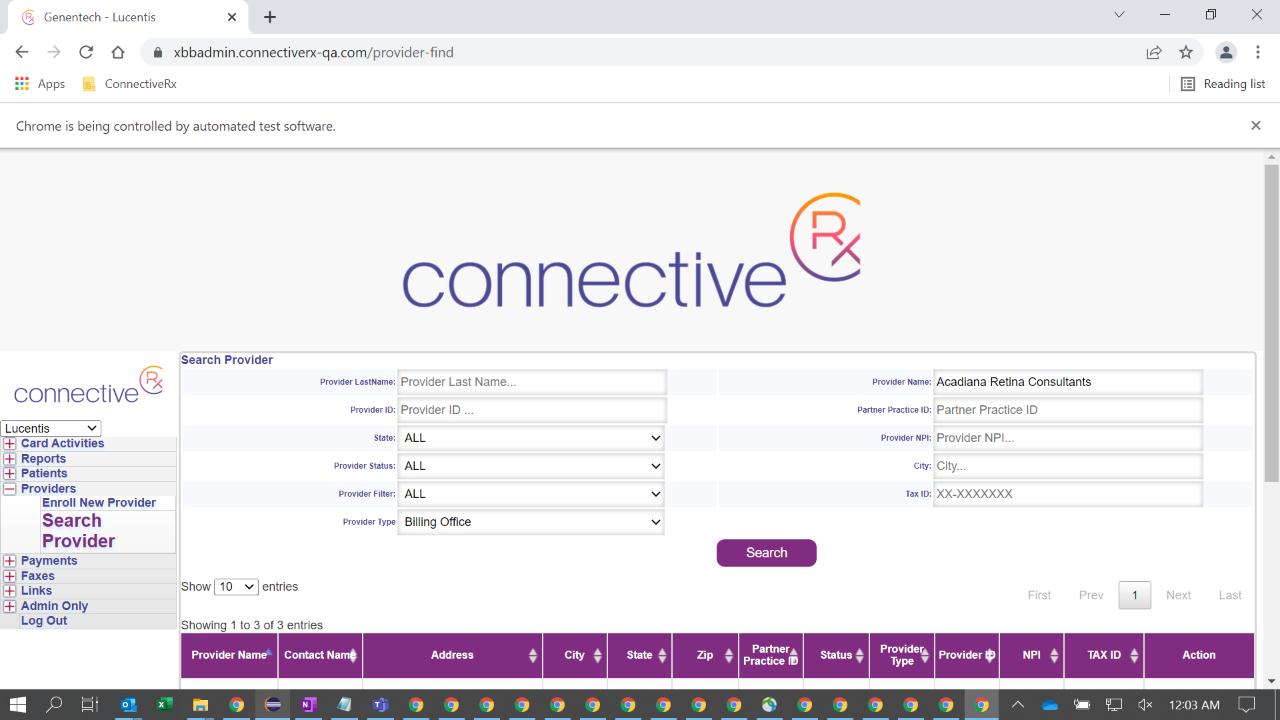 Genentech - Lucentis
xbbadmin.connectiverx-qa.com/provider-find
Apps
ConnectiveRx
Reading list
Chrome is being controlled by automated test software.
connective Rx
connective Rx
Lucentis
Card Activities
Reports
Patients
Providers
Enroll New Provider
Search
Provider
Payments
Faxes
Links
Admin Only
Log Out
Search Provider
Provider LastName: Provider Last Name...
Provider Name: Acadiana Retina Consultants
Provider ID: Provider ID ...
Partner Practice ID: Partner Practice ID
State: ALL
Provider NPI: Provider NPI...
Provider Status: ALL
City: City...
Provider Filter: ALL
Tax ID: XX-XXXXXXX
Provider Type Billing Office
Search
Show 10 entries
First Prev 1 Next Last
Showing 1 to 3 of 3 entries
Provider Name Contact Name Address City State Zip Partner Practice ID Status Provider Type Provider ID NPI TAX ID Action
12:03 AM